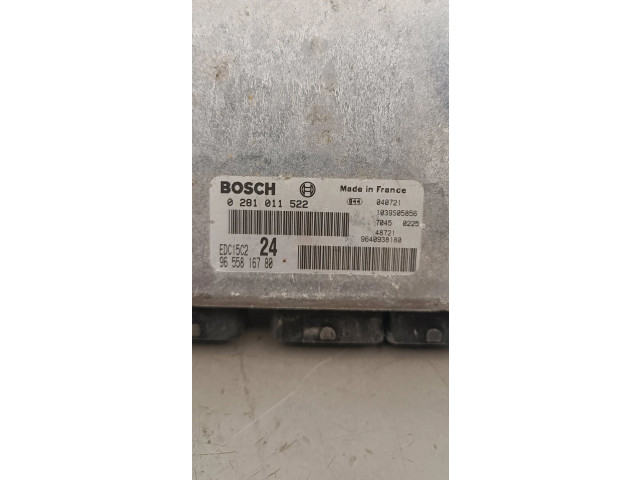 BOSCH Made in France
0 281 011 522 040721
1039S05856
7045 0225
48721
9640938180
EDC15C2 24
96 558 167 80